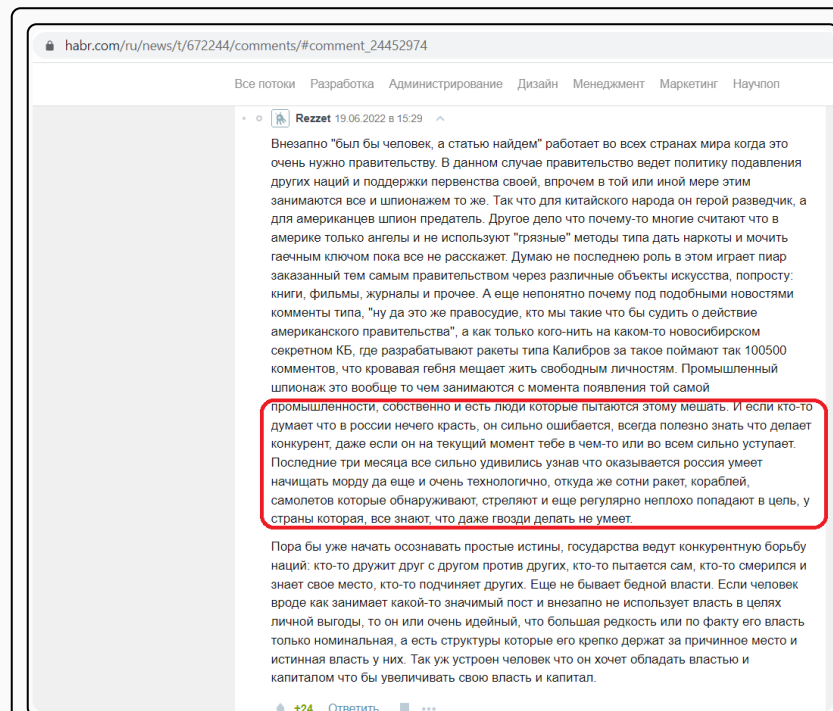 habr.com/ru/news/t/672244/comments/#comment_24452974
Все потоки Разработка Администрирование Дизайн Менеджмент Маркетинг Научпоп
Rezzet 19.06.2022 в 15:29
Внезапно "был бы человек, а статью найдем" работает во всех странах мира когда это
очень нужно правительству. В данном случае правительство ведет политику подавления
других наций и поддержки первенства своей, впрочем в той или иной мере этим
занимаются все и шпионажем то же. Так что для китайского народа он герой разведчик, а
для американцев шпион предатель. Другое дело что почему-то многие считают что в
америке только ангелы и не используют "грязные" методы типа дать наркоты и мочить
гаечным ключом пока все не расскажет. Думаю не последнею роль в этом играет пиар
заказанный тем самым правительством через различные объекты искусства, попросту:
книги, фильмы, журналы и прочее. А еще непонятно почему под подобными новостями
комменты типа, "ну да это же правосудие, кто мы такие что бы судить о действие
американского правительства", а как только кого-нить на каком-то новосибирском
секретном КБ, где разрабатывают ракеты типа Калибров за такое поймают так 100500
комментов, что кровавая гебня мещает жить свободным личностям. Промышленный
шпионаж это вообще то чем занимаются с момента появления той самой
промышленности, собственно и есть люди которые пытаются этому мешать. И если кто-то
думает что в россии нечего красть, он сильно ошибается, всегда полезно знать что делает
конкурент, даже если он на текущий момент тебе в чем-то или во всем сильно уступает.
Последние три месяца все сильно удивились узнав что оказывается россия умеет
начищать морду да еще и очень технологично, откуда же сотни ракет, кораблей,
самолетов которые обнаруживают, стреляют и еще регулярно неплохо попадают в цель, у
страны которая, все знают, что даже гвозди делать не умеет.
Пора бы уже начать осознавать простые истины, государства ведут конкурентную борьбу
наций: кто-то дружит друг с другом против других, кто-то пытается сам, кто-то смерился и
знает свое место, кто-то подчиняет других. Еще не бывает бедной власти. Если человек
вроде как занимает какой-то значимый пост и внезапно не использует власть в целях
личной выгоды, то он или очень идейный, что большая редкость или по факту его власть
только номинальная, а есть структуры которые его крепко держат за причинное место и
истинная власть у них. Так уж устроен человек что он хочет обладать властью и
капиталом что бы увеличивать свою власть и капитал.
+24 Ответить